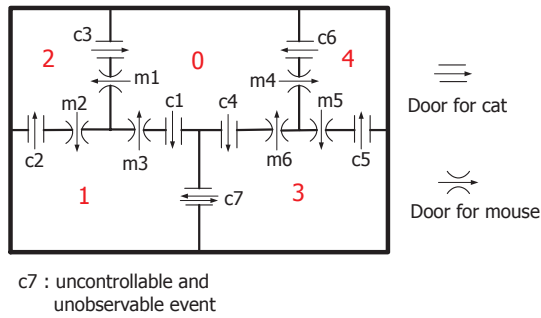 c3
c6
2
0
4
m1
m4
m2
c1
c4
m5
Door for cat
c2
m3
m6
c5
1
3
c7
Door for mouse
c7 : uncontrollable and
unobservable event